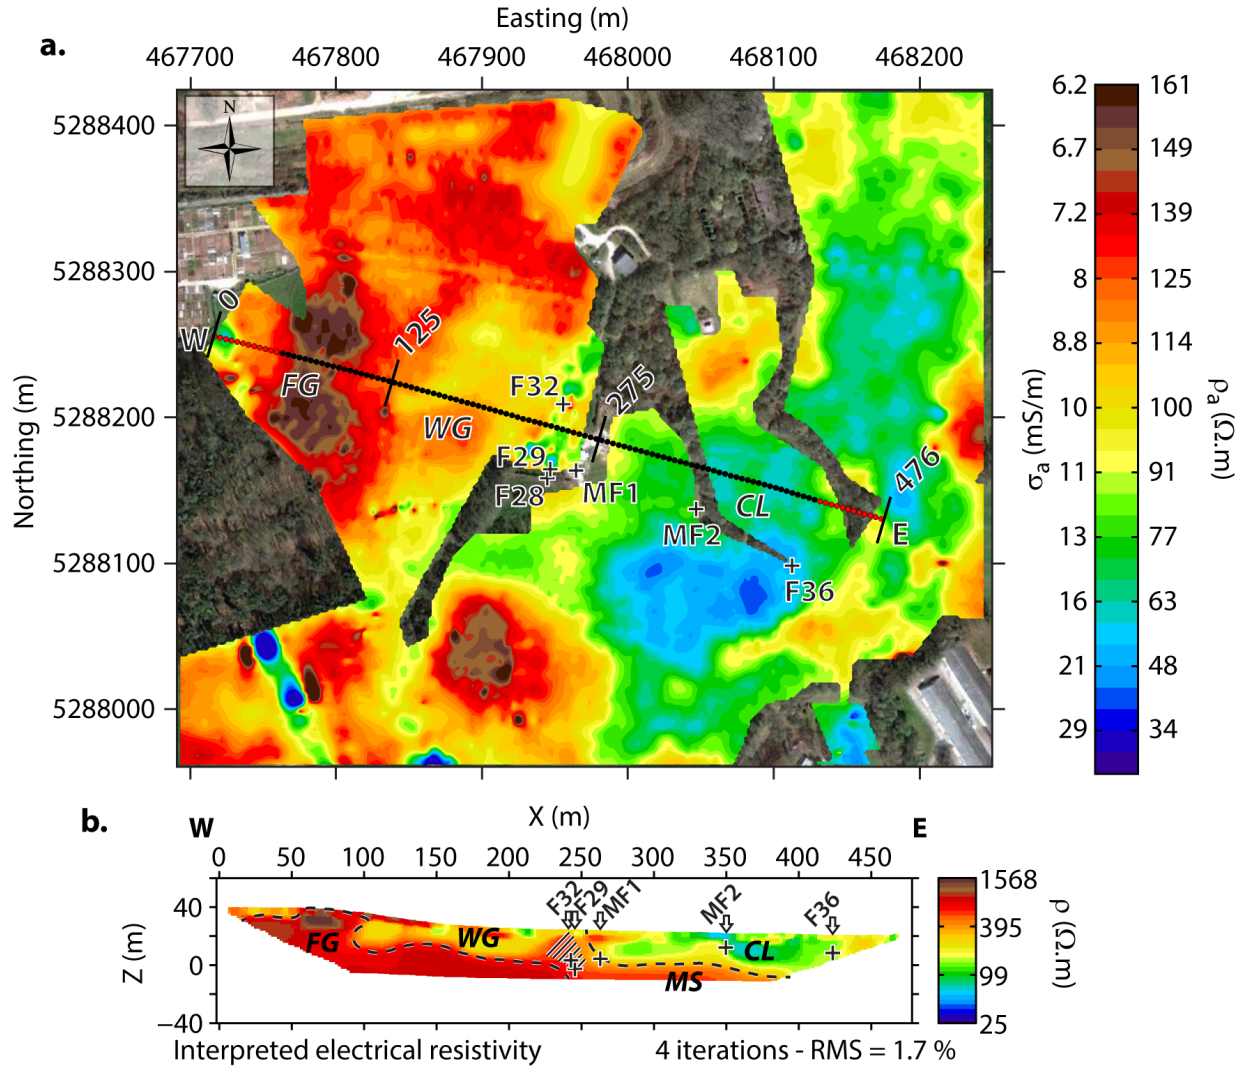 Easting (m)
a.
467700 467800 467900 468000 468100 468200
6.2 161
6.7 149
7.2 139
8 125
8.8 114
10 100
11 91
13 77
16 63
21 48
29 34
σa (mS/m)
ρa (Ω.m)
Northing (m)
5288400
5288300
5288200
5288100
5288000
N
W 0
125
275
476
E
FG
WG
CL
F32
F29
F28
MF1
MF2
F36
b.
X (m)
W E
0 50 100 150 200 250 300 350 400 450
F32 F29 MF1 MF2 F36
Z (m)
40
0
−40
FG WG CL MS
1568
395
99
25
ρ (Ω.m)
Interpreted electrical resistivity 4 iterations - RMS = 1.7 %